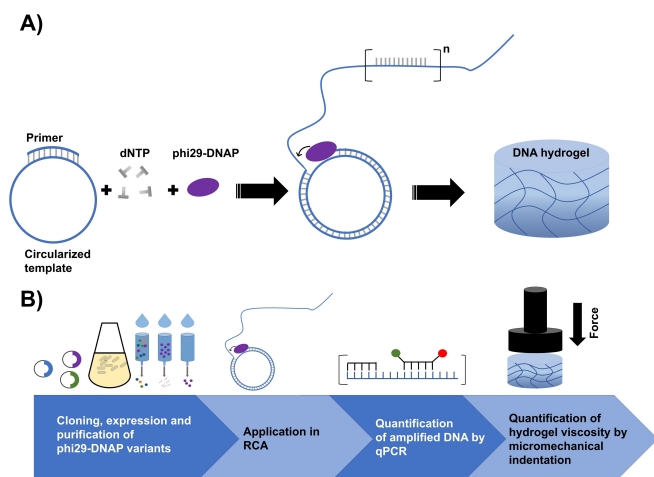 A)
n
Primer
dNTP
phi29-DNAP
DNA hydrogel
+
+
Circularized
template
B)
Force
Cloning, expression and
purification of
phi29-DNAP variants
Application in
RCA
Quantification
of amplified DNA by
qPCR
Quantification of
hydrogel viscosity by
micromechanical
indentation